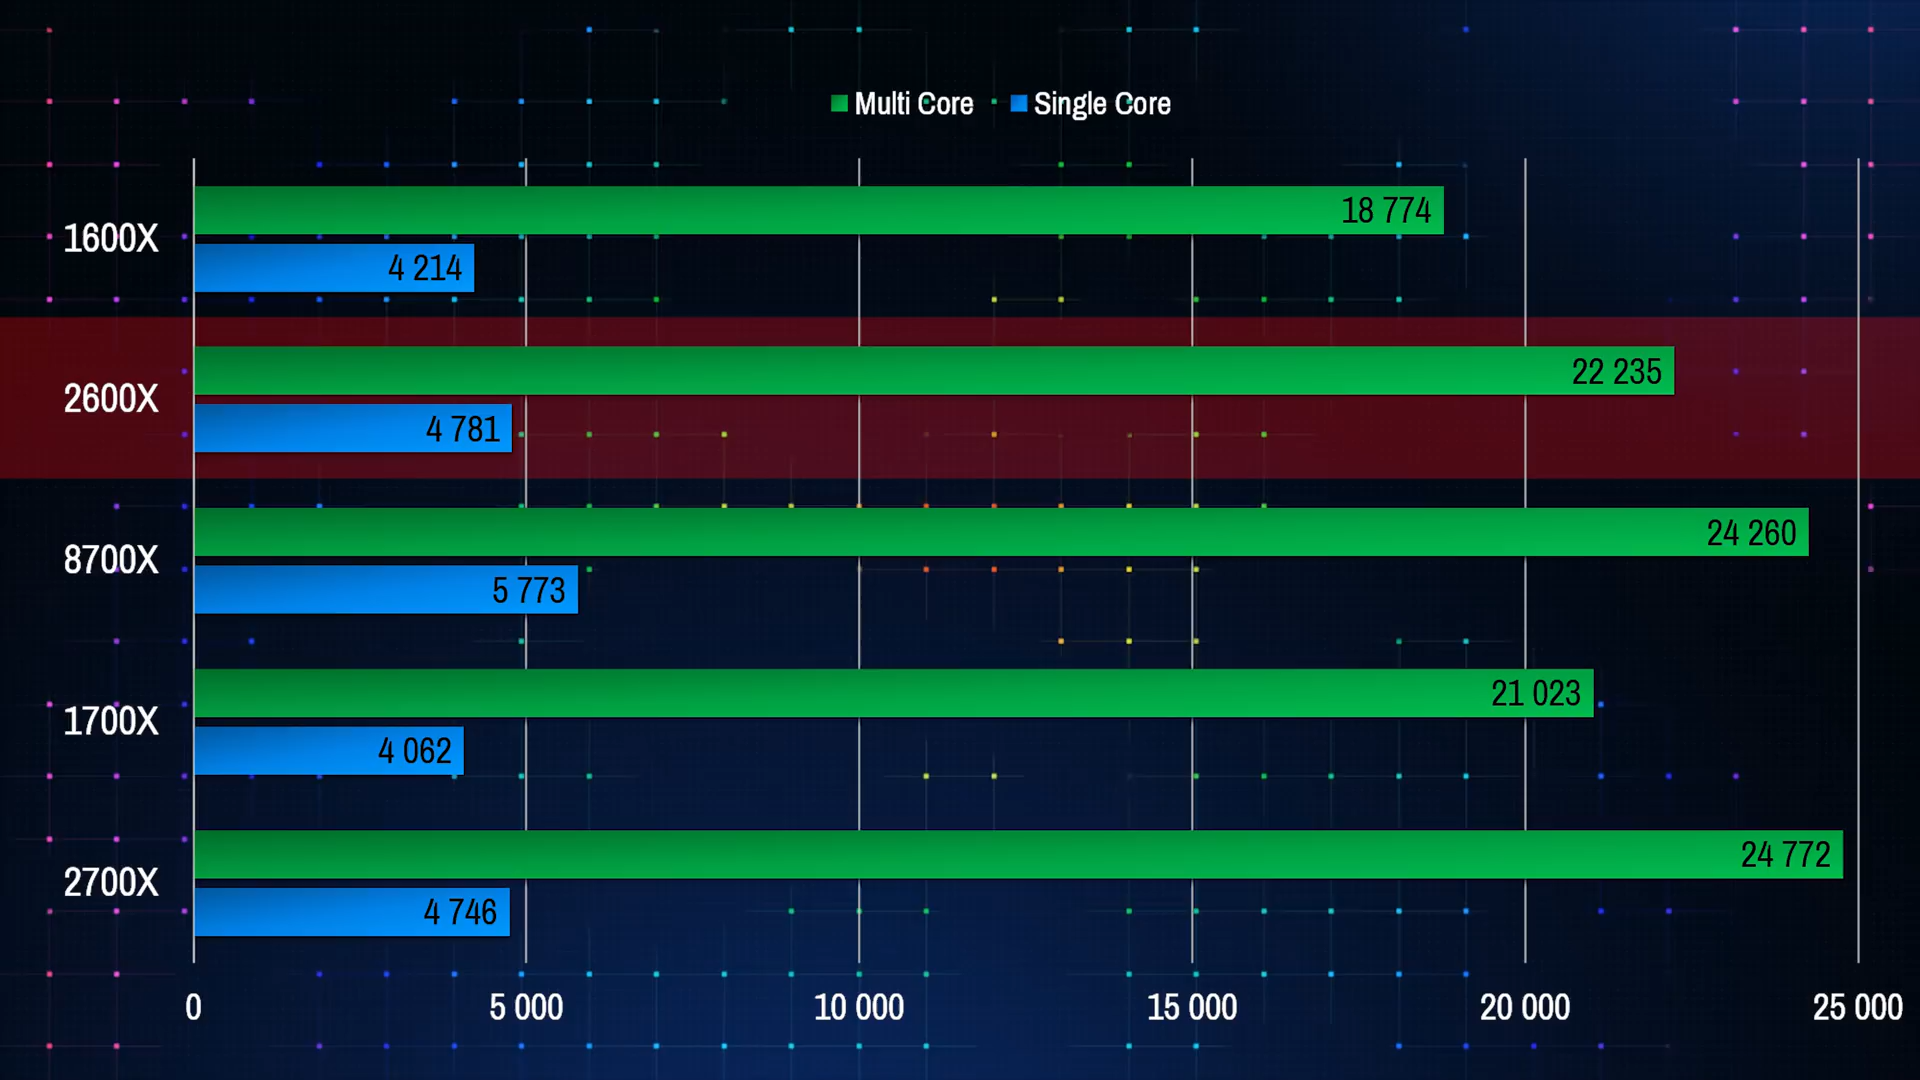 Multi Core Single Core
1600X
18 774
4 214
2600X
22 235
4 781
8700X
24 260
5 773
1700X
21 023
4 062
2700X
24 772
4 746
0 5 000 10 000 15 000 20 000 25 000